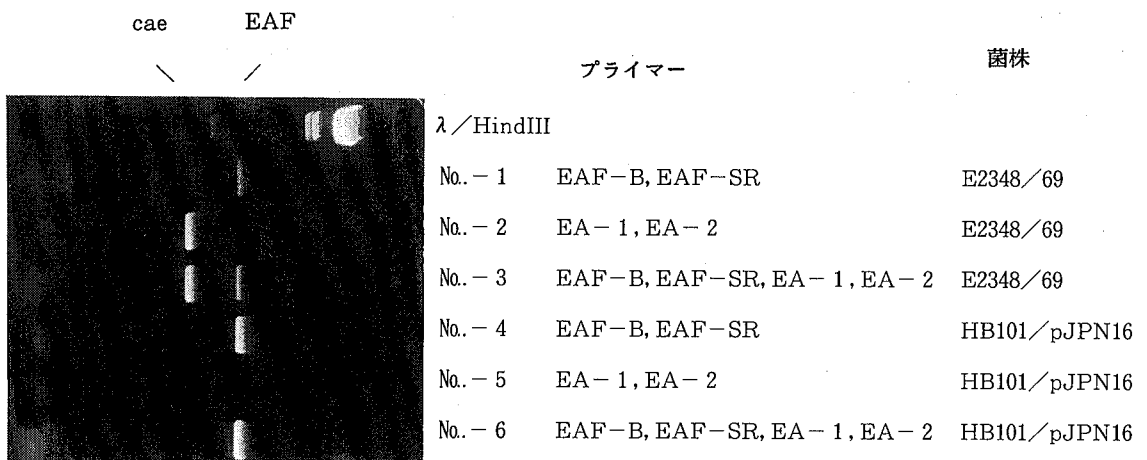 cae EAF
プライマー 菌株
λ／HindIII
No.－1 EAF－B, EAF－SR E2348／69
No.－2 EA－1, EA－2 E2348／69
No.－3 EAF－B, EAF－SR, EA－1, EA－2 E2348／69
No.－4 EAF－B, EAF－SR HB101／pJPN16
No.－5 EA－1, EA－2 HB101／pJPN16
No.－6 EAF－B, EAF－SR, EA－1, EA－2 HB101／pJPN16